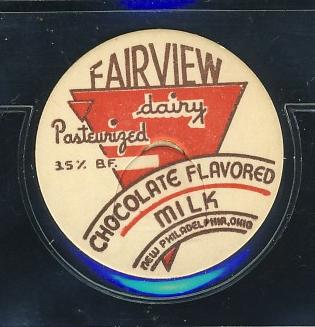 FAIRVIEW
dairy
Pasteurized
3.5% B.F.
CHOCOLATE FLAVORED
MILK
NEW PHILADELPHIA, OHIO